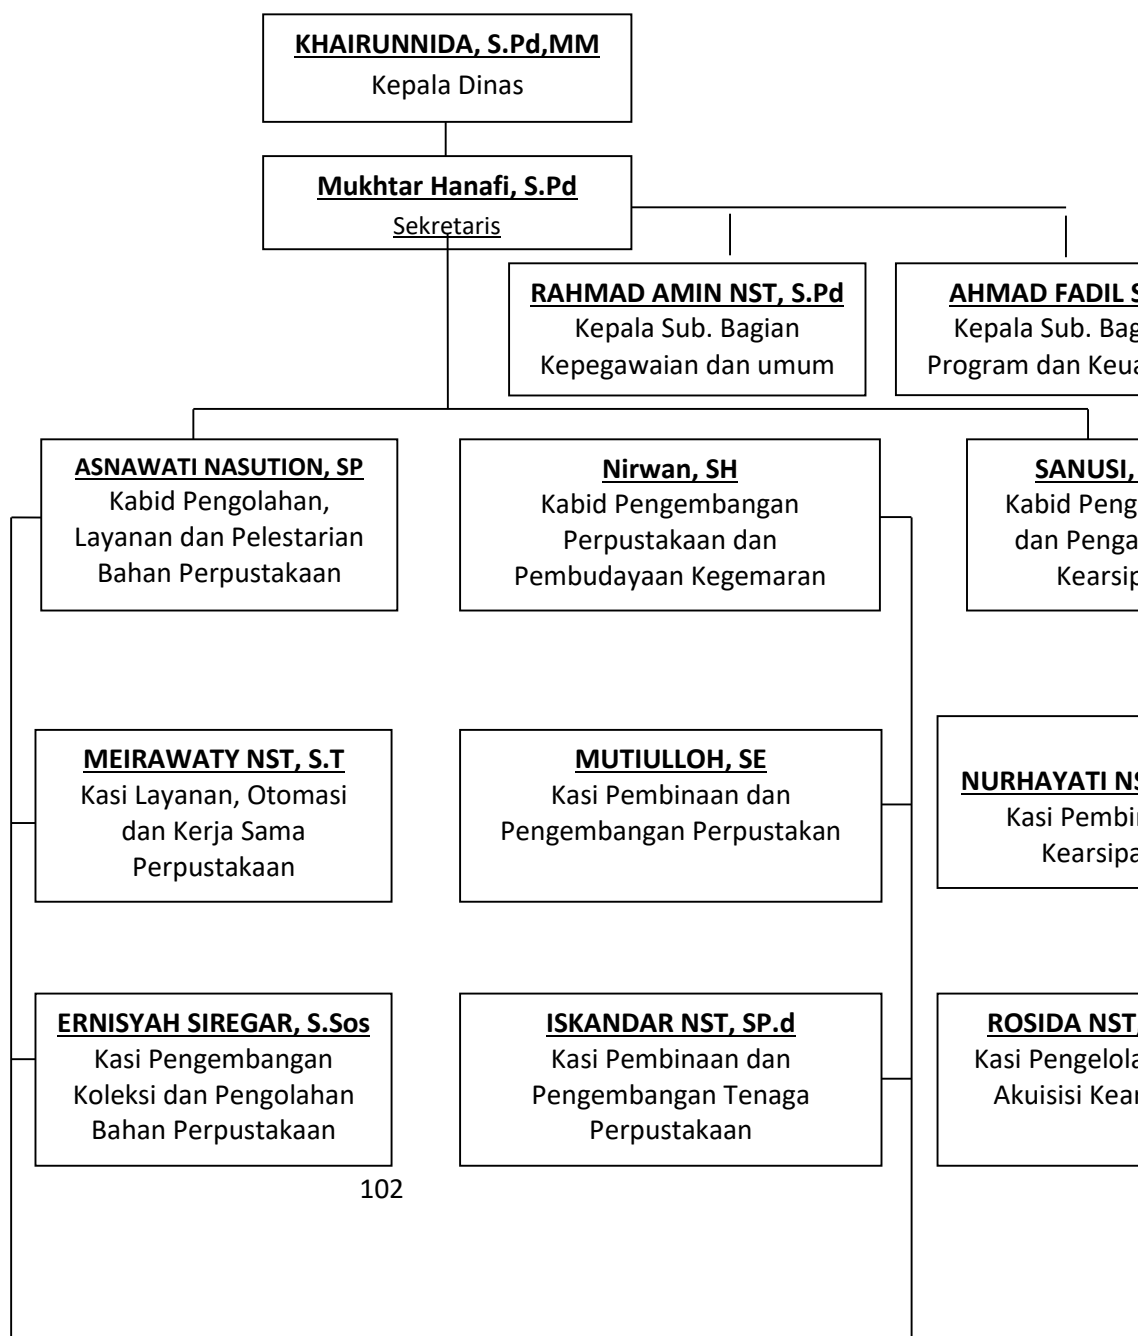 KHAIRUNNIDA, S.Pd,MM
Kepala Dinas
Mukhtar Hanafi, S.Pd
Sekretaris
RAHMAD AMIN NST, S.Pd
Kepala Sub. Bagian
Kepegawaian dan umum
AHMAD FADIL
Kepala Sub.
Program dan
ASNAWATI NASUTION, SP
Kabid Pengolahan,
Layanan dan Pelestarian
Bahan Perpustakaan
Nirwan, SH
Kabid Pengembangan
Perpustakaan dan
Pembudayaan Kegemaran
SANUSI,
Kabid
dan
MEIRAWATY NST, S.T
Kasi Layanan, Otomasi
dan Kerja Sama
Perpustakaan
MUTIULLOH, SE
Kasi Pembinaan dan
Pengembangan Perpustakan
NURHAYATI
Kasi
ERNISYAH SIREGAR, S.Sos
Kasi Pengembangan
Koleksi dan Pengolahan
Bahan Perpustakaan
ISKANDAR NST, SP.d
Kasi Pembinaan dan
Pengembangan Tenaga
Perpustakaan
ROSIDA NST,
Kasi
Akuisisi
102